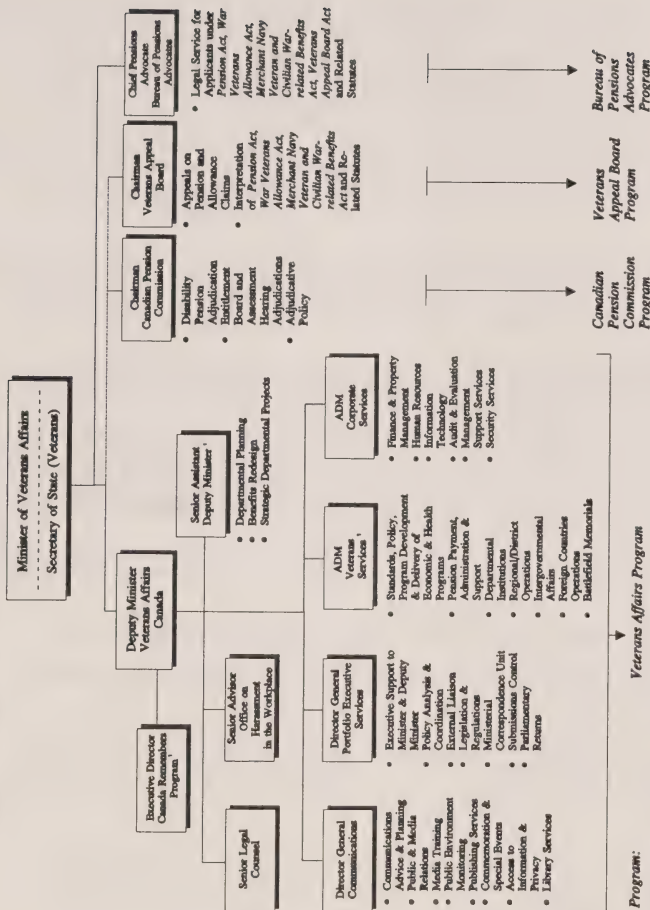 Minister of Veterans Affairs
Secretary of State (Veterans)
Deputy Minister
Veterans Affairs
Canada
Chairman
Canadian Pension
Commission
• Disability
Pension
Adjudication
• Entitlement
Board and
Assessment
Hearing
Adjudications
• Adjudicative
Policy
Chairman
Veterans Appeal
Board
• Appeals on
Pension and
Allowance
Claims
• Interpretation
of Pension Act,
War Veterans
Allowance Act,
Merchant Navy
Veteran and
Civilian War-
related Benefits
Act and Re-
lated Statutes
Chief Pensions
Advocate
Bureau of Pensions
Advocates
• Legal Service for
Applicants under
Pension Act, War
Veterans
Allowance Act,
Merchant Navy
Veteran and
Civilian War-
related Benefits
Act, Veterans
Appeal Board Act
and Related
Statutes
Executive Director
Canada Remembers
Program ¹
Senior Legal
Counsel
Senior Advisor
Office on
Harassment
in the Workplace
Senior Assistant
Deputy Minister ¹
• Departmental Planning
• Benefits Redesign
• Strategic Departmental Projects
Director General
Communications
• Communications
Advice & Planning
• Public & Media
Relations
• Media Training
• Public Environment
Monitoring
• Publishing Services
• Commemoration &
Special Events
• Access to
Information &
Privacy
• Library Services
Director General
Portfolio Executive
Services
• Executive Support to
Minister & Deputy
Minister
• Policy Analysis &
Coordination
• External Liaison
• Legislation &
Regulations
• Ministerial
Correspondence Unit
• Submissions Control
• Parliamentary
Returns
ADM
Veterans
Services ¹
• Standards, Policy,
Program Development
& Delivery of
Economic & Health
Programs
• Pension Payment,
Administration &
Support
• Departmental
Institutions
• Regional/District
Operations
• Intergovernmental
Affairs
• Foreign Countries
Operations
• Battlefield Memorials
ADM
Corporate
Services
• Finance & Property
Management
• Human Resources
• Information
Technology
• Audit & Evaluation
• Management
Support Services
• Security Services
Program:
Veterans Affairs Program
Canadian
Pension
Commission
Program
Veterans
Appeal Board
Program
Bureau of
Pensions
Advocates
Program